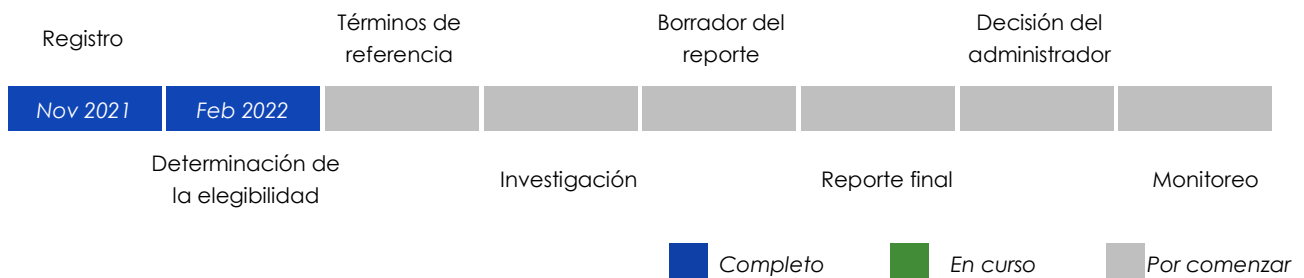 Registro
Términos de
referencia
Borrador del
reporte
Decisión del
administrador
Nov 2021
Feb 2022
Determinación de
la elegibilidad
Investigación
Reporte final
Monitoreo
Completo
En curso
Por comenzar